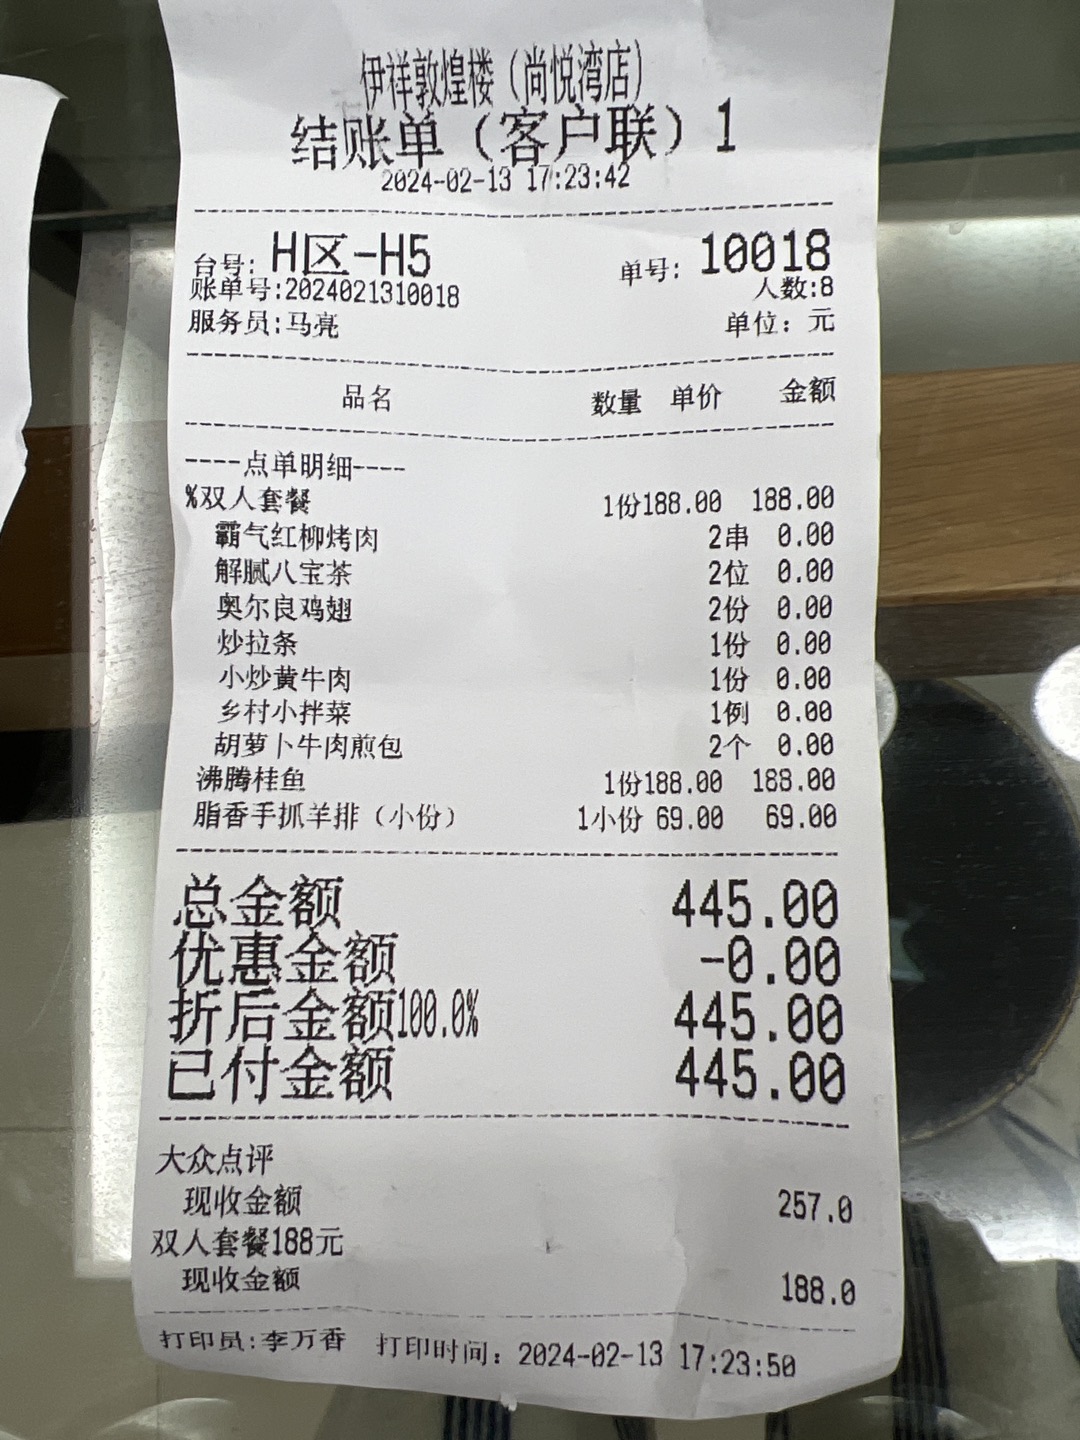 伊祥敦煌楼（尚悦湾店）
结账单（客户联）1
2024-02-13 17:23:42
台号: H区-H5 单号: 10018
账单号:2024021310018 人数:8
服务员:马亮 单位：元
品名 数量 单价 金额
----点单明细----
%双人套餐 1份188.00 188.00
霸气红柳烤肉 2串 0.00
解腻八宝茶 2位 0.00
奥尔良鸡翅 2份 0.00
炒拉条 1份 0.00
小炒黄牛肉 1份 0.00
乡村小拌菜 1例 0.00
胡萝卜牛肉煎包 2个 0.00
沸腾桂鱼 1份188.00 188.00
脂香手抓羊排（小份） 1小份 69.00 69.00
总金额 445.00
优惠金额 -0.00
折后金额100.0% 445.00
已付金额 445.00
大众点评
现收金额 257.0
双人套餐188元
现收金额 188.0
打印员:李万香 打印时间：2024-02-13 17:23:50